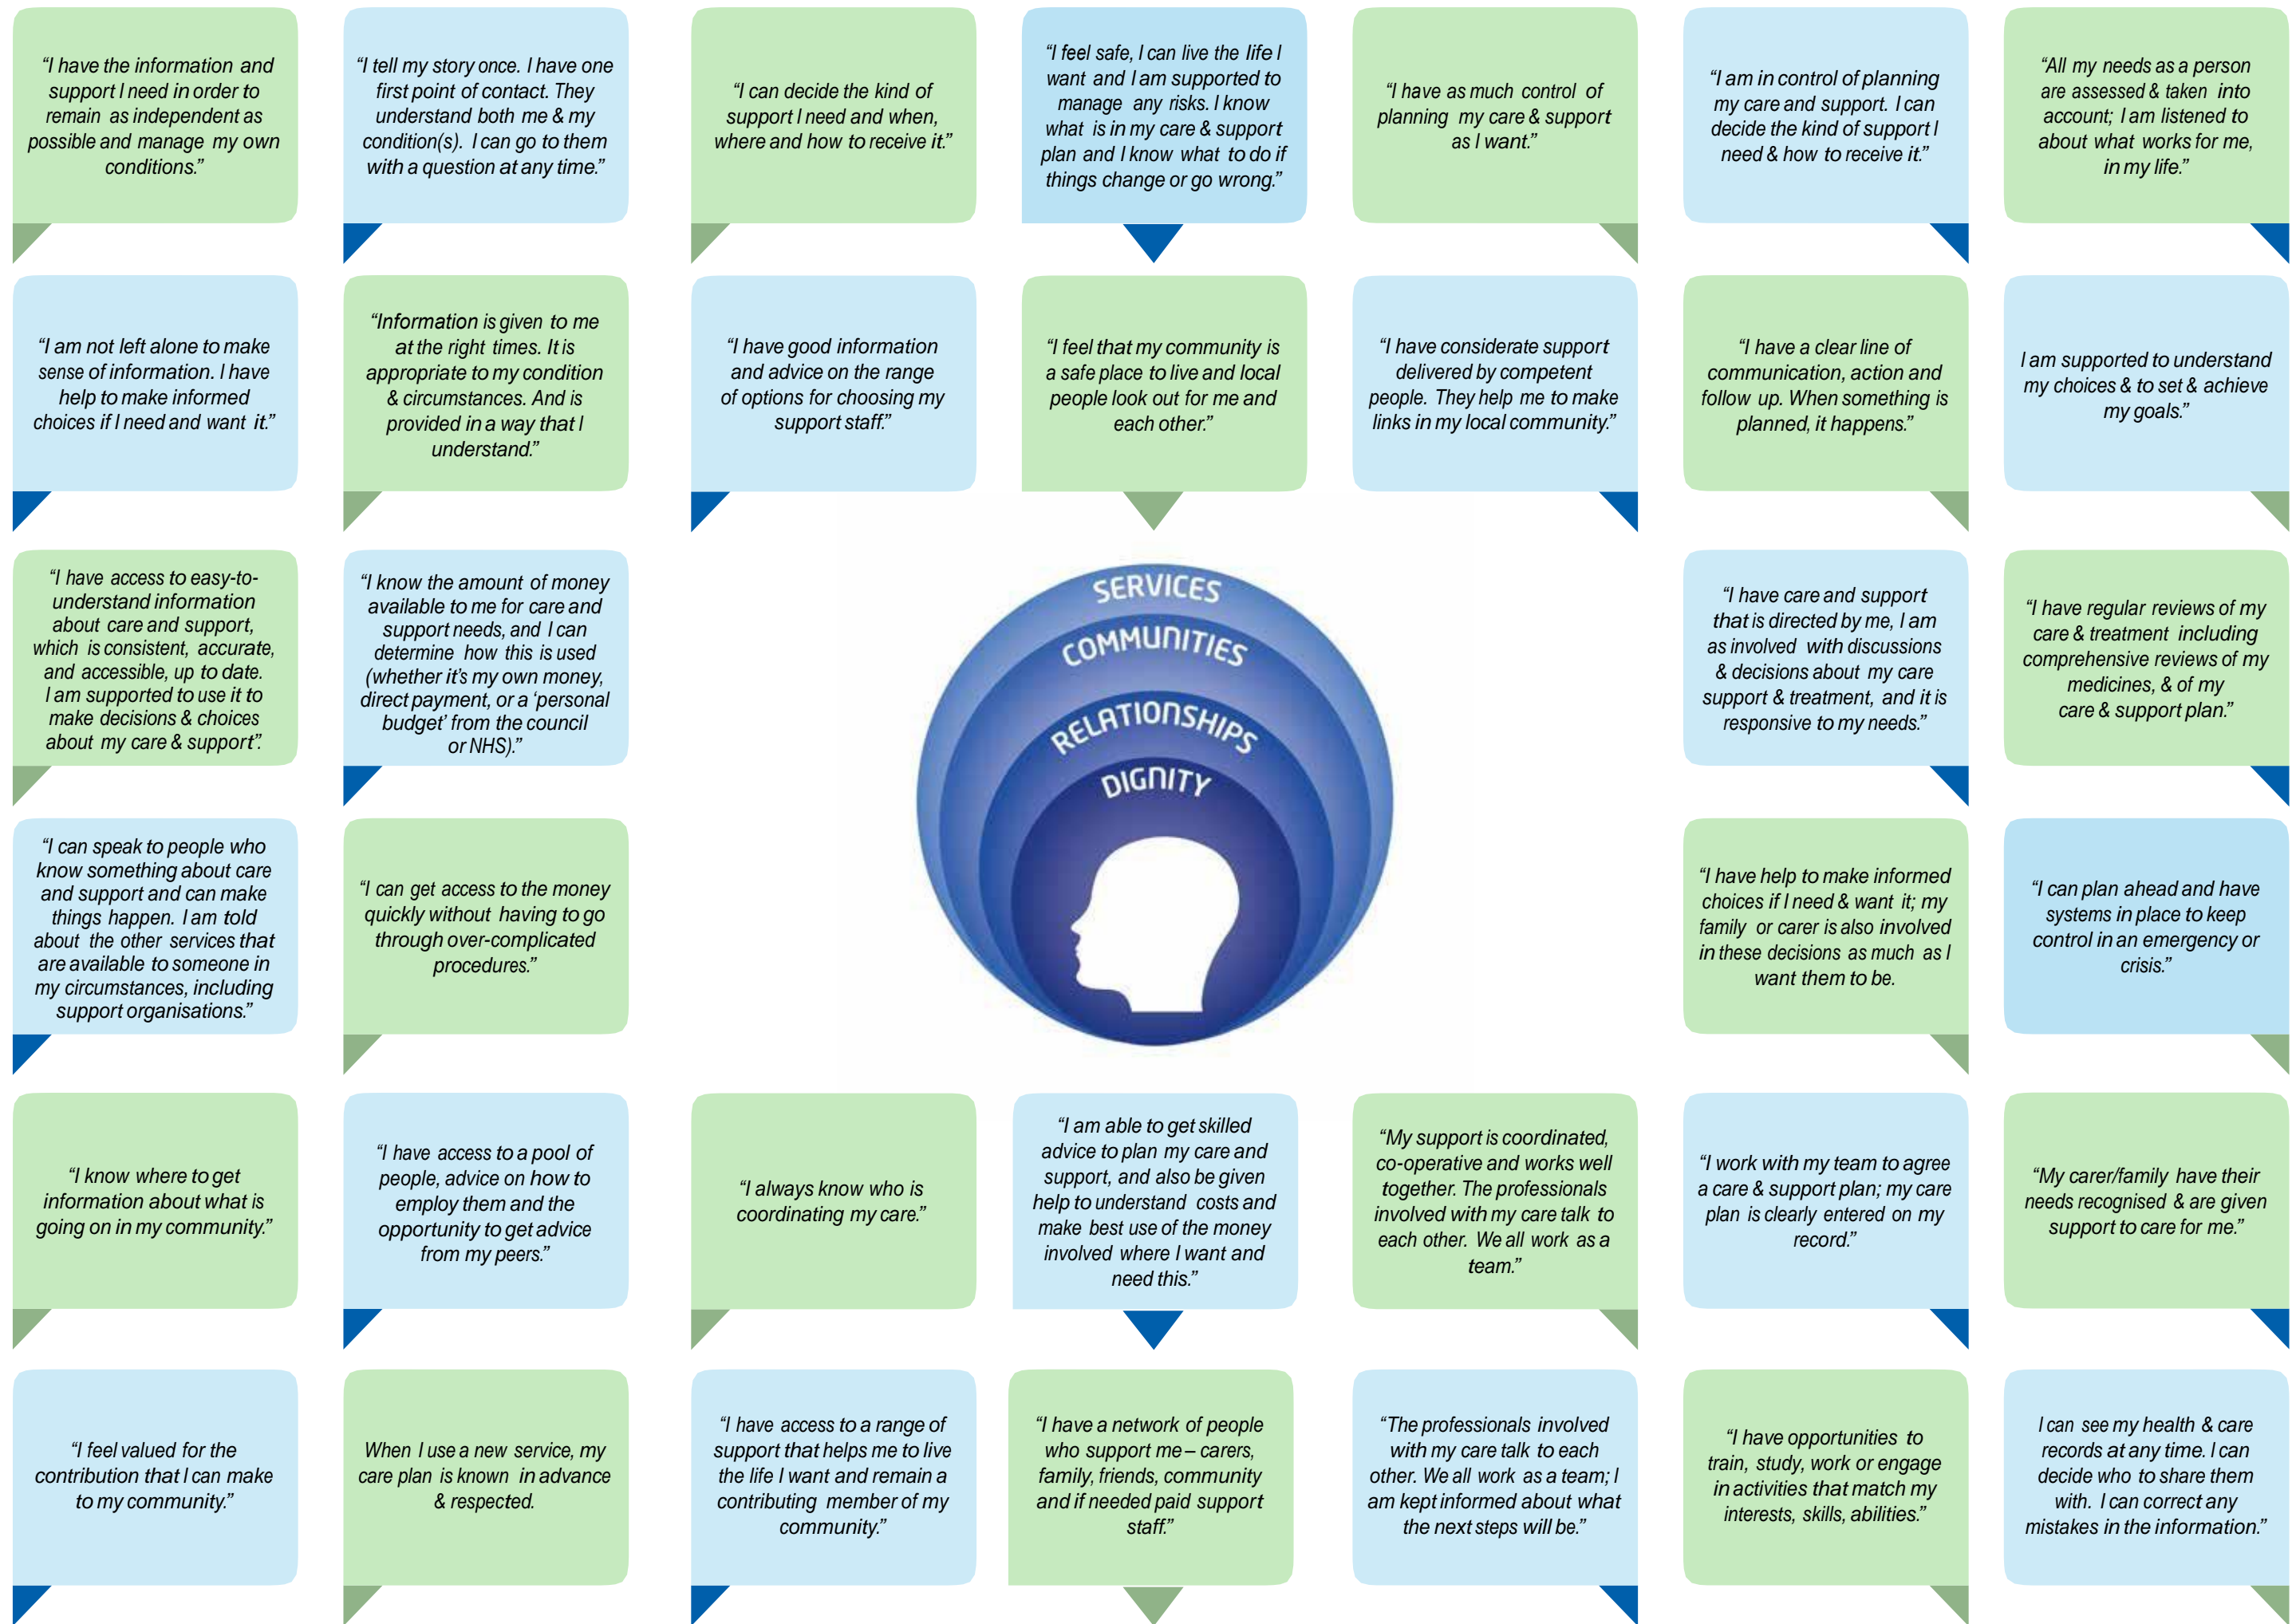 “I have the information and
support I need in order to
remain as independent as
possible and manage my own
conditions.”
“I tell my story once. I have one
first point of contact. They
understand both me & my
condition(s). I can go to them
with a question at any time.”
“I can decide the kind of
support I need and when,
where and how to receive it.”
“I feel safe, I can live the life I
want and I am supported to
manage any risks. I know
what is in my care & support
plan and I know what to do if
things change or go wrong.”
“I have as much control of
planning my care & support
as I want.”
“I am in control of planning
my care and support. I can
decide the kind of support I
need & how to receive it.”
“All my needs as a person
are assessed & taken into
account; I am listened to
about what works for me,
in my life.”
“I am not left alone to make
sense of information. I have
help to make informed
choices if I need and want it.”
“Information is given to me
at the right times. It is
appropriate to my condition
& circumstances. And is
provided in a way that I
understand.”
“I have good information
and advice on the range
of options for choosing my
support staff.”
“I feel that my community is
a safe place to live and local
people look out for me and
each other.”
“I have considerate support
delivered by competent
people. They help me to make
links in my local community.”
“I have a clear line of
communication, action and
follow up. When something is
planned, it happens.”
I am supported to understand
my choices & to set & achieve
my goals.”
“I have access to easy-to-
understand information
about care and support,
which is consistent, accurate,
and accessible, up to date.
I am supported to use it to
make decisions & choices
about my care & support”.
“I know the amount of money
available to me for care and
support needs, and I can
determine how this is used
(whether it’s my own money,
direct payment, or a ‘personal
budget’ from the council
or NHS).”
SERVICES
COMMUNITIES
RELATIONSHIPS
DIGNITY
“I have care and support
that is directed by me, I am
as involved with discussions
& decisions about my care
support & treatment, and it is
responsive to my needs.”
“I have regular reviews of my
care & treatment including
comprehensive reviews of my
medicines, & of my
care & support plan.”
“I can speak to people who
know something about care
and support and can make
things happen. I am told
about the other services that
are available to someone in
my circumstances, including
support organisations.”
“I can get access to the money
quickly without having to go
through over-complicated
procedures.”
“I have help to make informed
choices if I need & want it; my
family or carer is also involved
in these decisions as much as I
want them to be.
“I can plan ahead and have
systems in place to keep
control in an emergency or
crisis.”
“I know where to get
information about what is
going on in my community.”
“I have access to a pool of
people, advice on how to
employ them and the
opportunity to get advice
from my peers.”
“I always know who is
coordinating my care.”
“I am able to get skilled
advice to plan my care and
support, and also be given
help to understand costs and
make best use of the money
involved where I want and
need this.”
“My support is coordinated,
co-operative and works well
together. The professionals
involved with my care talk to
each other. We all work as a
team.”
“I work with my team to agree
a care & support plan; my care
plan is clearly entered on my
record.”
“My carer/family have their
needs recognised & are given
support to care for me.”
“I feel valued for the
contribution that I can make
to my community.”
When I use a new service, my
care plan is known in advance
& respected.
“I have access to a range of
support that helps me to live
the life I want and remain a
contributing member of my
community.”
“I have a network of people
who support me – carers,
family, friends, community
and if needed paid support
staff.”
“The professionals involved
with my care talk to each
other. We all work as a team; I
am kept informed about what
the next steps will be.”
“I have opportunities to
train, study, work or engage
in activities that match my
interests, skills, abilities.”
I can see my health & care
records at any time. I can
decide who to share them
with. I can correct any
mistakes in the information.”